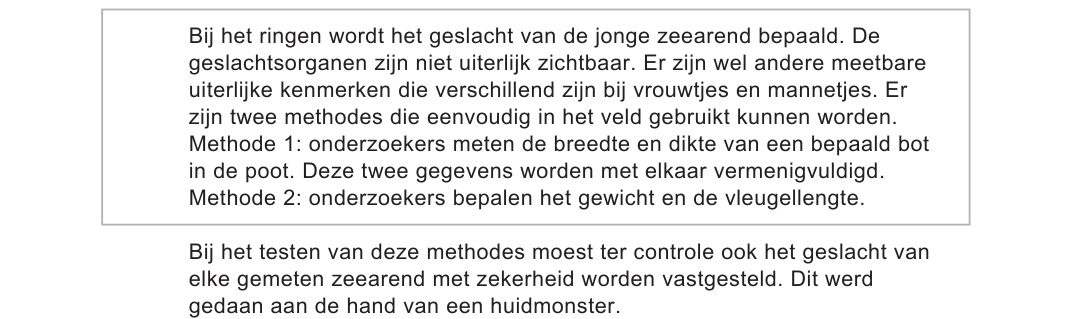 Bij het ringen wordt het geslacht van de jonge zeearend bepaald. De
geslachtsorganen zijn niet uiterlijk zichtbaar. Er zijn wel andere meetbare
uiterlijke kenmerken die verschillend zijn bij vrouwtjes en mannetjes. Er
zijn twee methodes die eenvoudig in het veld gebruikt kunnen worden.
Methode 1: onderzoekers meten de breedte en dikte van een bepaald bot
in de poot. Deze twee gegevens worden met elkaar vermenigvuldigd.
Methode 2: onderzoekers bepalen het gewicht en de vleugellengte.
Bij het testen van deze methodes moest ter controle ook het geslacht van
elke gemeten zeearend met zekerheid worden vastgesteld. Dit werd
gedaan aan de hand van een huidmonster.